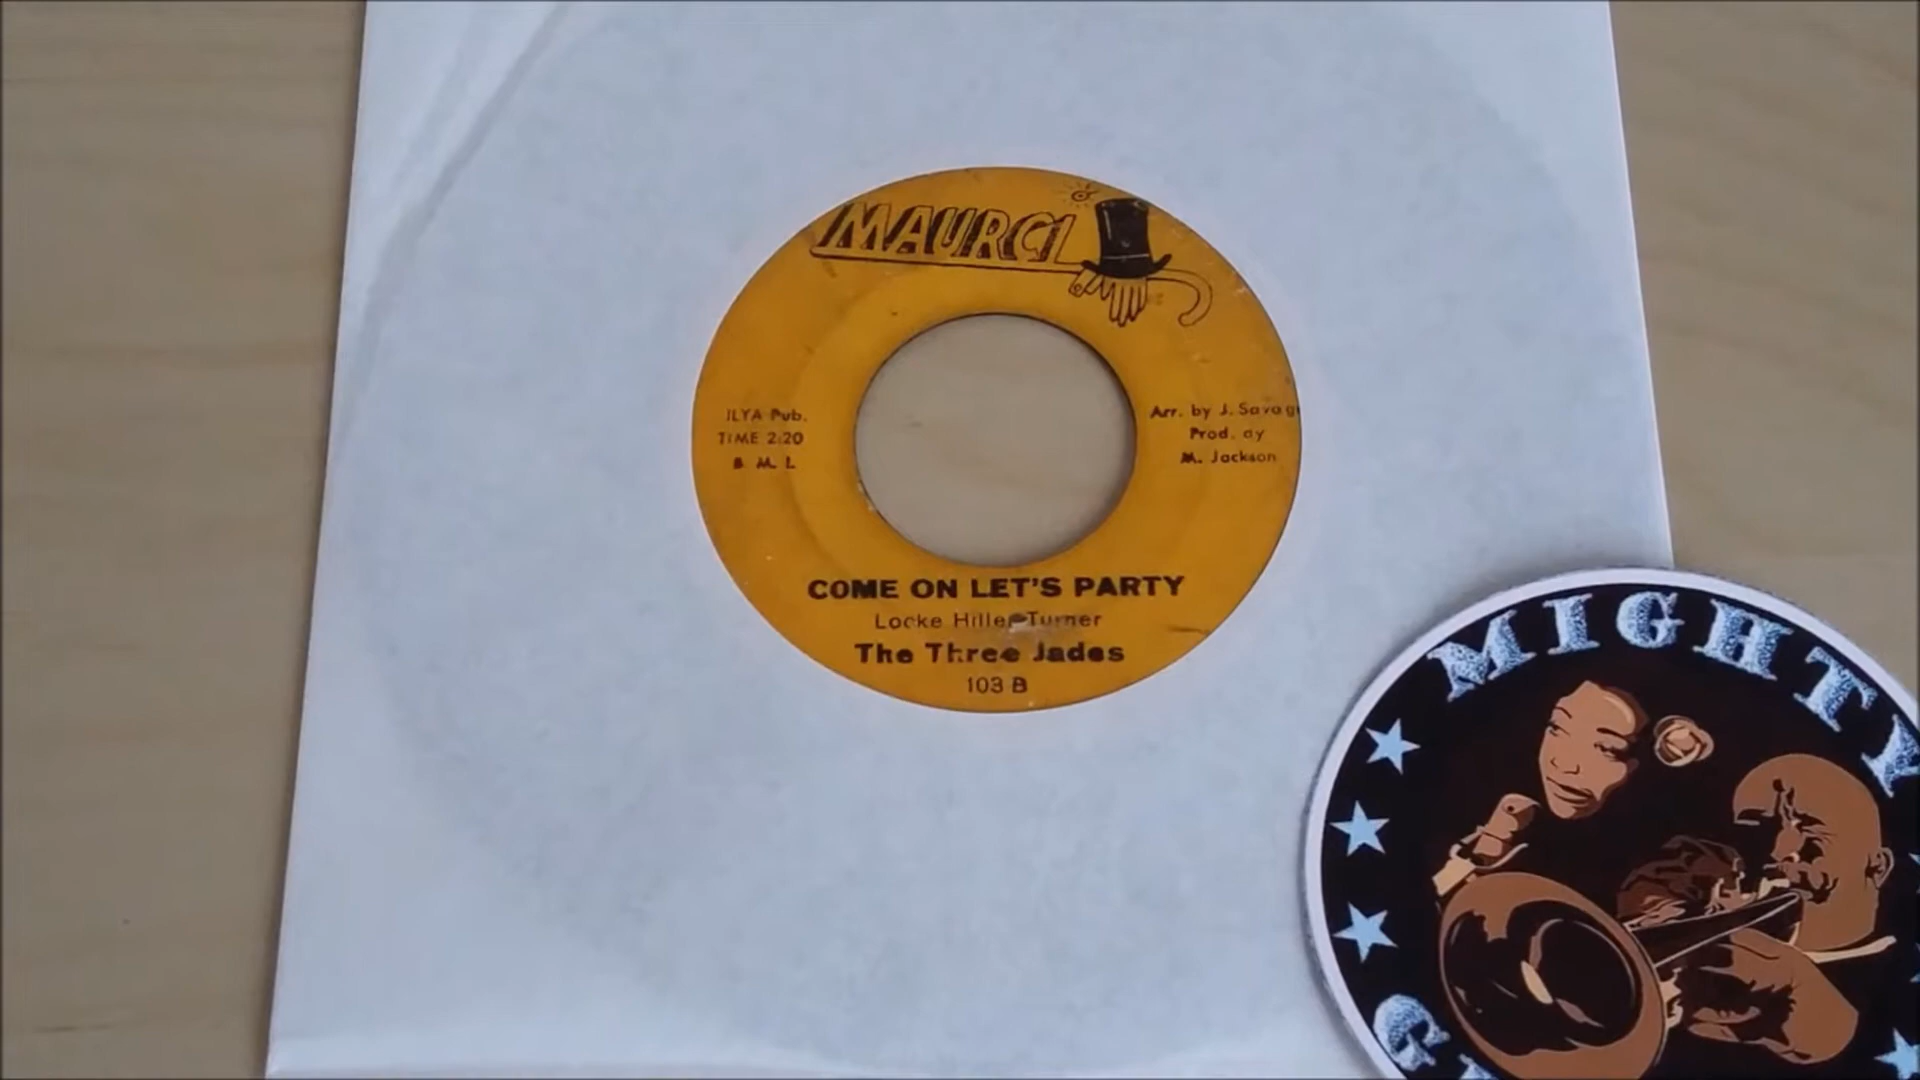 MAURCI
ILYA Pub.
TIME 2:20
B. M. I.
Arr. by J. Savag
Prod. by
M. Jackson
COME ON LET'S PARTY
Locke Hiller Turner
The Three Jades
103 B
MIGHTY